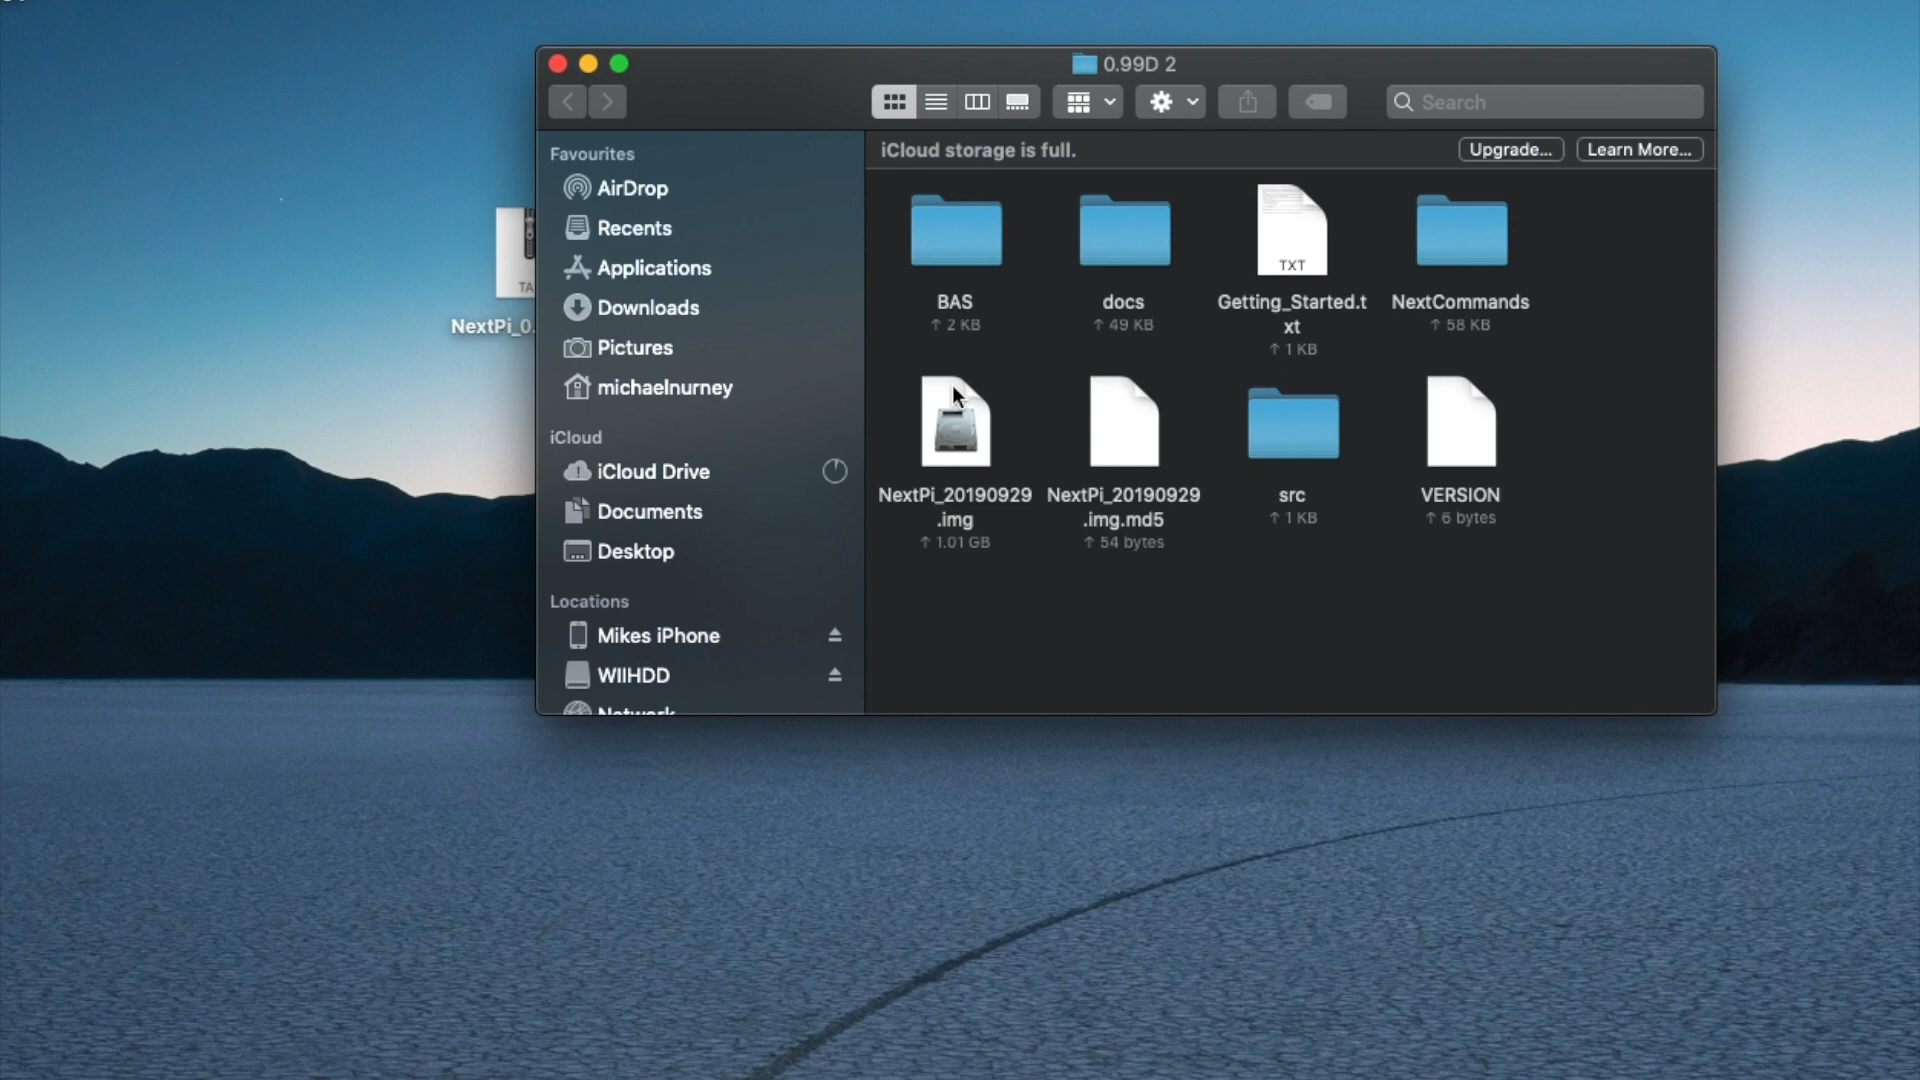 0.99D 2
Search
Favourites
iCloud storage is full.
Upgrade...
Learn More...
AirDrop
Recents
Applications
Downloads
Pictures
michaelnurney
iCloud
iCloud Drive
Documents
Desktop
Locations
Mikes iPhone
WIIHDD
Network
TA
NextPi_0.
BAS
↑ 2 KB
docs
↑ 49 KB
TXT
Getting_Started.t
xt
↑ 1 KB
NextCommands
↑ 58 KB
NextPi_20190929
.img
↑ 1.01 GB
NextPi_20190929
.img.md5
↑ 54 bytes
src
↑ 1 KB
VERSION
↑ 6 bytes